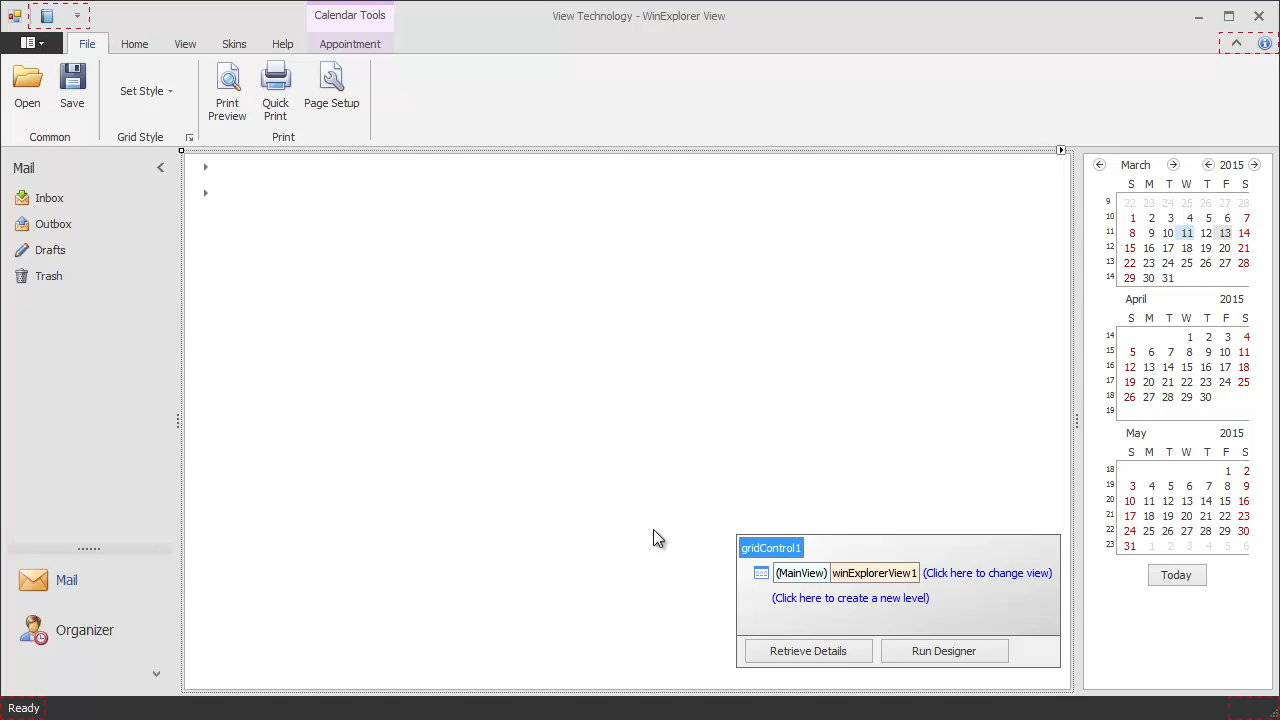 Calendar Tools
View Technology - WinExplorer View
File Home View Skins Help Appointment
Open
Save
Common
Set Style
Grid Style
Print Preview
Quick Print
Page Setup
Print
Mail
Inbox
Outbox
Drafts
Trash
Mail
Organizer
gridControl1
(MainView) winExplorerView1 (Click here to change view)
(Click here to create a new level)
Retrieve Details Run Designer
March 2015
S M T W T F S
9 22 23 24 25 26 27 28
10 1 2 3 4 5 6 7
11 8 9 10 11 12 13 14
12 15 16 17 18 19 20 21
13 22 23 24 25 26 27 28
14 29 30 31
April 2015
S M T W T F S
14 1 2 3 4
15 5 6 7 8 9 10 11
16 12 13 14 15 16 17 18
17 19 20 21 22 23 24 25
18 26 27 28 29 30
19
May 2015
S M T W T F S
18 1 2
19 3 4 5 6 7 8 9
20 10 11 12 13 14 15 16
21 17 18 19 20 21 22 23
22 24 25 26 27 28 29 30
23 31 1 2 3 4 5 6
Today
Ready